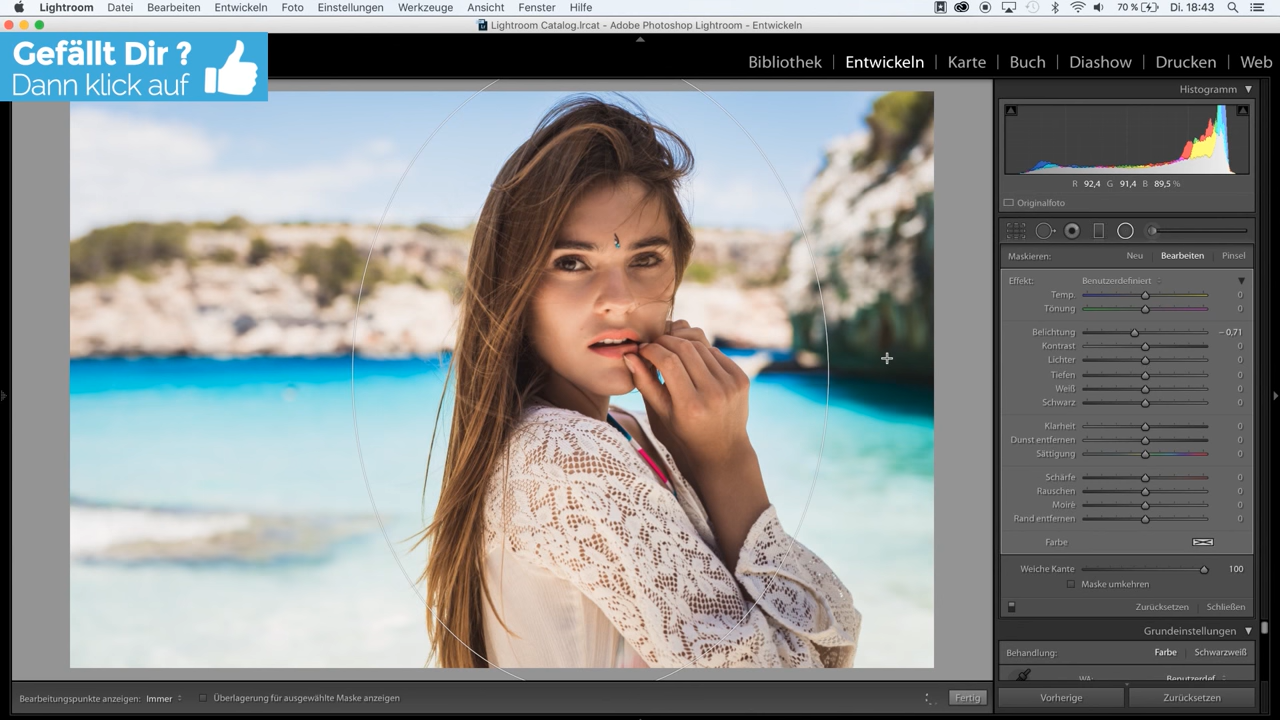 Lightroom Datei Bearbeiten Entwickeln Foto Einstellungen Werkzeuge Ansicht Fenster Hilfe 70 % Di. 18:43
Lightroom Catalog.lrcat - Adobe Photoshop Lightroom - Entwickeln
Gefällt Dir ?
Dann klick auf
Bibliothek | Entwickeln | Karte | Buch | Diashow | Drucken | Web
Histogramm
R 92,4 G 91,4 B 89,5 %
Originalfoto
Maskieren: Neu Bearbeiten Pinsel
Effekt: Benutzerdefiniert
Temp. 0
Tönung 0
Belichtung – 0,71
Kontrast 0
Lichter 0
Tiefen 0
Weiß 0
Schwarz 0
Klarheit 0
Dunst entfernen 0
Sättigung 0
Schärfe 0
Rauschen 0
Moiré 0
Rand entfernen 0
Farbe
Weiche Kante 100
Maske umkehren
Zurücksetzen Schließen
Grundeinstellungen
Behandlung: Farbe Schwarzweiß
WA: Benutzerdef.
Bearbeitungspunkte anzeigen: Immer Überlagerung für ausgewählte Maske anzeigen Fertig
Vorherige Zurücksetzen